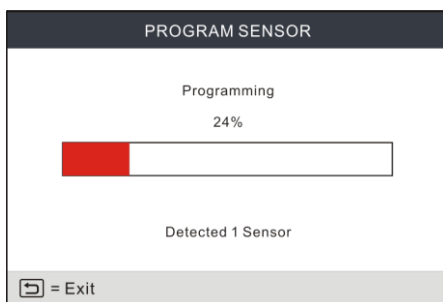 PROGRAM SENSOR
Programming
24%
Detected 1 Sensor
= Exit